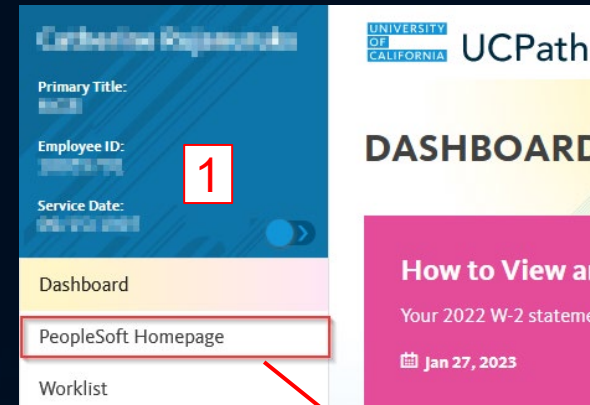 Primary Title:
Employee ID:
Service Date:
1
Dashboard
PeopleSoft Homepage
Worklist
UNIVERSITY
OF
CALIFORNIA
UCPath
DASHBOARD
How to View a
Your 2022 W-2 stateme
Jan 27, 2023